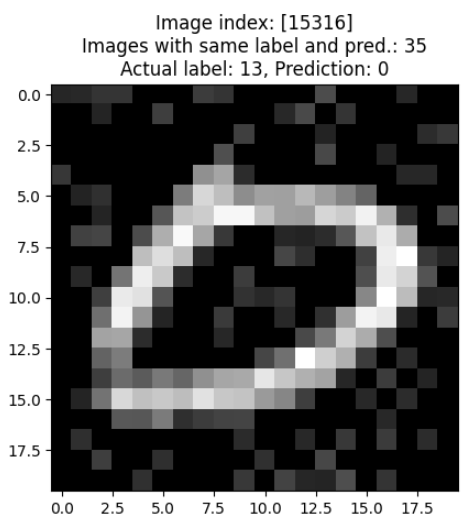 Image index: [15316]
Images with same label and pred.: 35
Actual label: 13, Prediction: 0
0.0
2.5
5.0
7.5
10.0
12.5
15.0
17.5
0.0 2.5 5.0 7.5 10.0 12.5 15.0 17.5